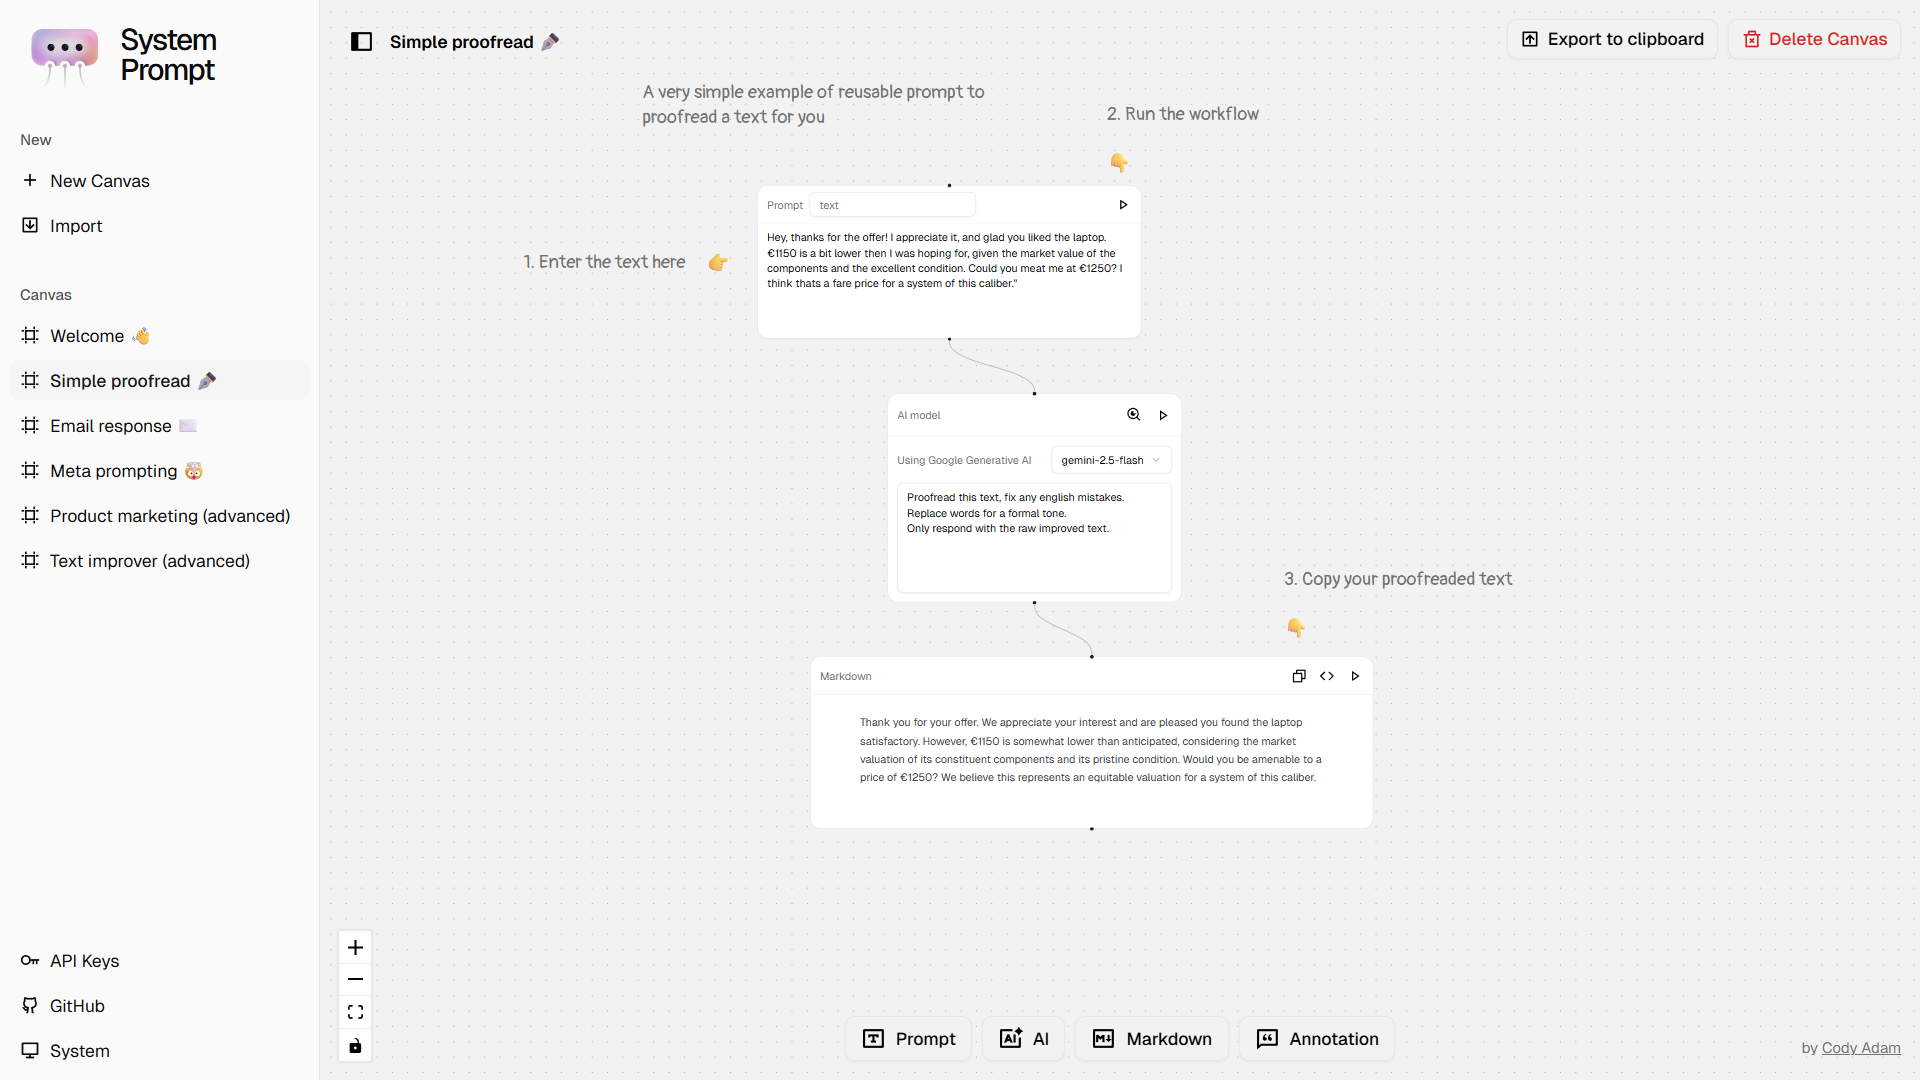 System
Prompt
New
New Canvas
Import
Canvas
Welcome 👋
Simple proofread
Email response
Meta prompting 🤯
Product marketing (advanced)
Text improver (advanced)
API Keys
GitHub
System
Simple proofread
Export to clipboard
Delete Canvas
A very simple example of reusable prompt to
proofread a text for you
2. Run the workflow
👇
Prompt text
1. Enter the text here 👉
Hey, thanks for the offer! I appreciate it, and glad you liked the laptop.
€1150 is a bit lower then I was hoping for, given the market value of the
components and the excellent condition. Could you meat me at €1250? I
think thats a fare price for a system of this caliber."
AI model
Using Google Generative AI gemini-2.5-flash
Proofread this text, fix any english mistakes.
Replace words for a formal tone.
Only respond with the raw improved text.
3. Copy your proofreaded text
👇
Markdown
Thank you for your offer. We appreciate your interest and are pleased you found the laptop
satisfactory. However, €1150 is somewhat lower than anticipated, considering the market
valuation of its constituent components and its pristine condition. Would you be amenable to a
price of €1250? We believe this represents an equitable valuation for a system of this caliber.
Prompt
AI
Markdown
Annotation
by Cody Adam